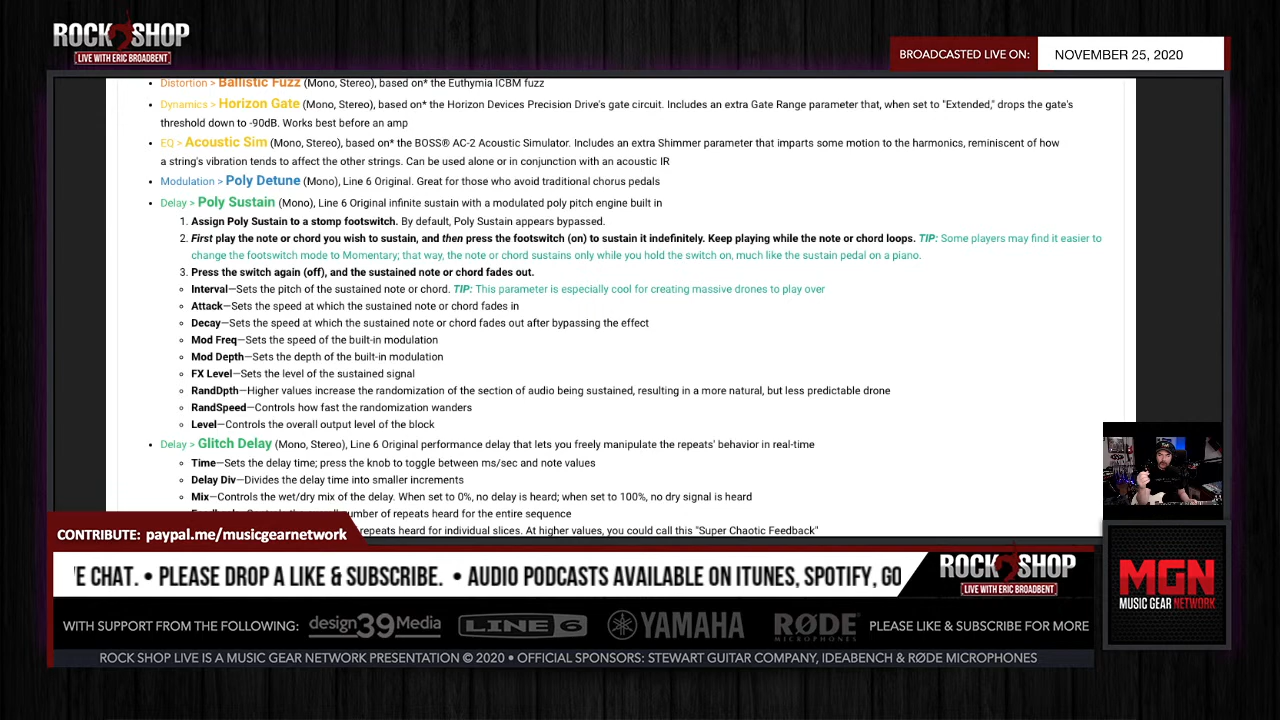 ROCK SHOP
LIVE WITH ERIC BROADBENT
BROADCASTED LIVE ON: NOVEMBER 25, 2020
• Distortion > Ballistic Fuzz (Mono, Stereo), based on* the Euthymia ICBM fuzz
• Dynamics > Horizon Gate (Mono, Stereo), based on* the Horizon Devices Precision Drive's gate circuit. Includes an extra Gate Range parameter that, when set to "Extended," drops the gate's
threshold down to -90dB. Works best before an amp
• EQ > Acoustic Sim (Mono, Stereo), based on* the BOSS® AC-2 Acoustic Simulator. Includes an extra Shimmer parameter that imparts some motion to the harmonics, reminiscent of how
a string's vibration tends to affect the other strings. Can be used alone or in conjunction with an acoustic IR
• Modulation > Poly Detune (Mono), Line 6 Original. Great for those who avoid traditional chorus pedals
• Delay > Poly Sustain (Mono), Line 6 Original infinite sustain with a modulated poly pitch engine built in
1. Assign Poly Sustain to a stomp footswitch. By default, Poly Sustain appears bypassed.
2. First play the note or chord you wish to sustain, and then press the footswitch (on) to sustain it indefinitely. Keep playing while the note or chord loops. TIP: Some players may find it easier to
change the footswitch mode to Momentary; that way, the note or chord sustains only while you hold the switch on, much like the sustain pedal on a piano.
3. Press the switch again (off), and the sustained note or chord fades out.
◦ Interval—Sets the pitch of the sustained note or chord. TIP: This parameter is especially cool for creating massive drones to play over
◦ Attack—Sets the speed at which the sustained note or chord fades in
◦ Decay—Sets the speed at which the sustained note or chord fades out after bypassing the effect
◦ Mod Freq—Sets the speed of the built-in modulation
◦ Mod Depth—Sets the depth of the built-in modulation
◦ FX Level—Sets the level of the sustained signal
◦ RandDpth—Higher values increase the randomization of the section of audio being sustained, resulting in a more natural, but less predictable drone
◦ RandSpeed—Controls how fast the randomization wanders
◦ Level—Controls the overall output level of the block
• Delay > Glitch Delay (Mono, Stereo), Line 6 Original performance delay that lets you freely manipulate the repeats' behavior in real-time
◦ Time—Sets the delay time; press the knob to toggle between ms/sec and note values
◦ Delay Div—Divides the delay time into smaller increments
◦ Mix—Controls the wet/dry mix of the delay. When set to 0%, no delay is heard; when set to 100%, no dry signal is heard
number of repeats heard for the entire sequence
repeats heard for individual slices. At higher values, you could call this "Super Chaotic Feedback"
CONTRIBUTE: paypal.me/musicgearnetwork
'E CHAT. • PLEASE DROP A LIKE & SUBSCRIBE. • AUDIO PODCASTS AVAILABLE ON ITUNES, SPOTIFY, GO
ROCK SHOP
LIVE WITH ERIC BROADBENT
MGN
MUSIC GEAR NETWORK
WITH SUPPORT FROM THE FOLLOWING: design39Media LINE 6 YAMAHA RØDE MICROPHONES PLEASE LIKE & SUBSCRIBE FOR MORE
ROCK SHOP LIVE IS A MUSIC GEAR NETWORK PRESENTATION © 2020 • OFFICIAL SPONSORS: STEWART GUITAR COMPANY, IDEABENCH & RØDE MICROPHONES